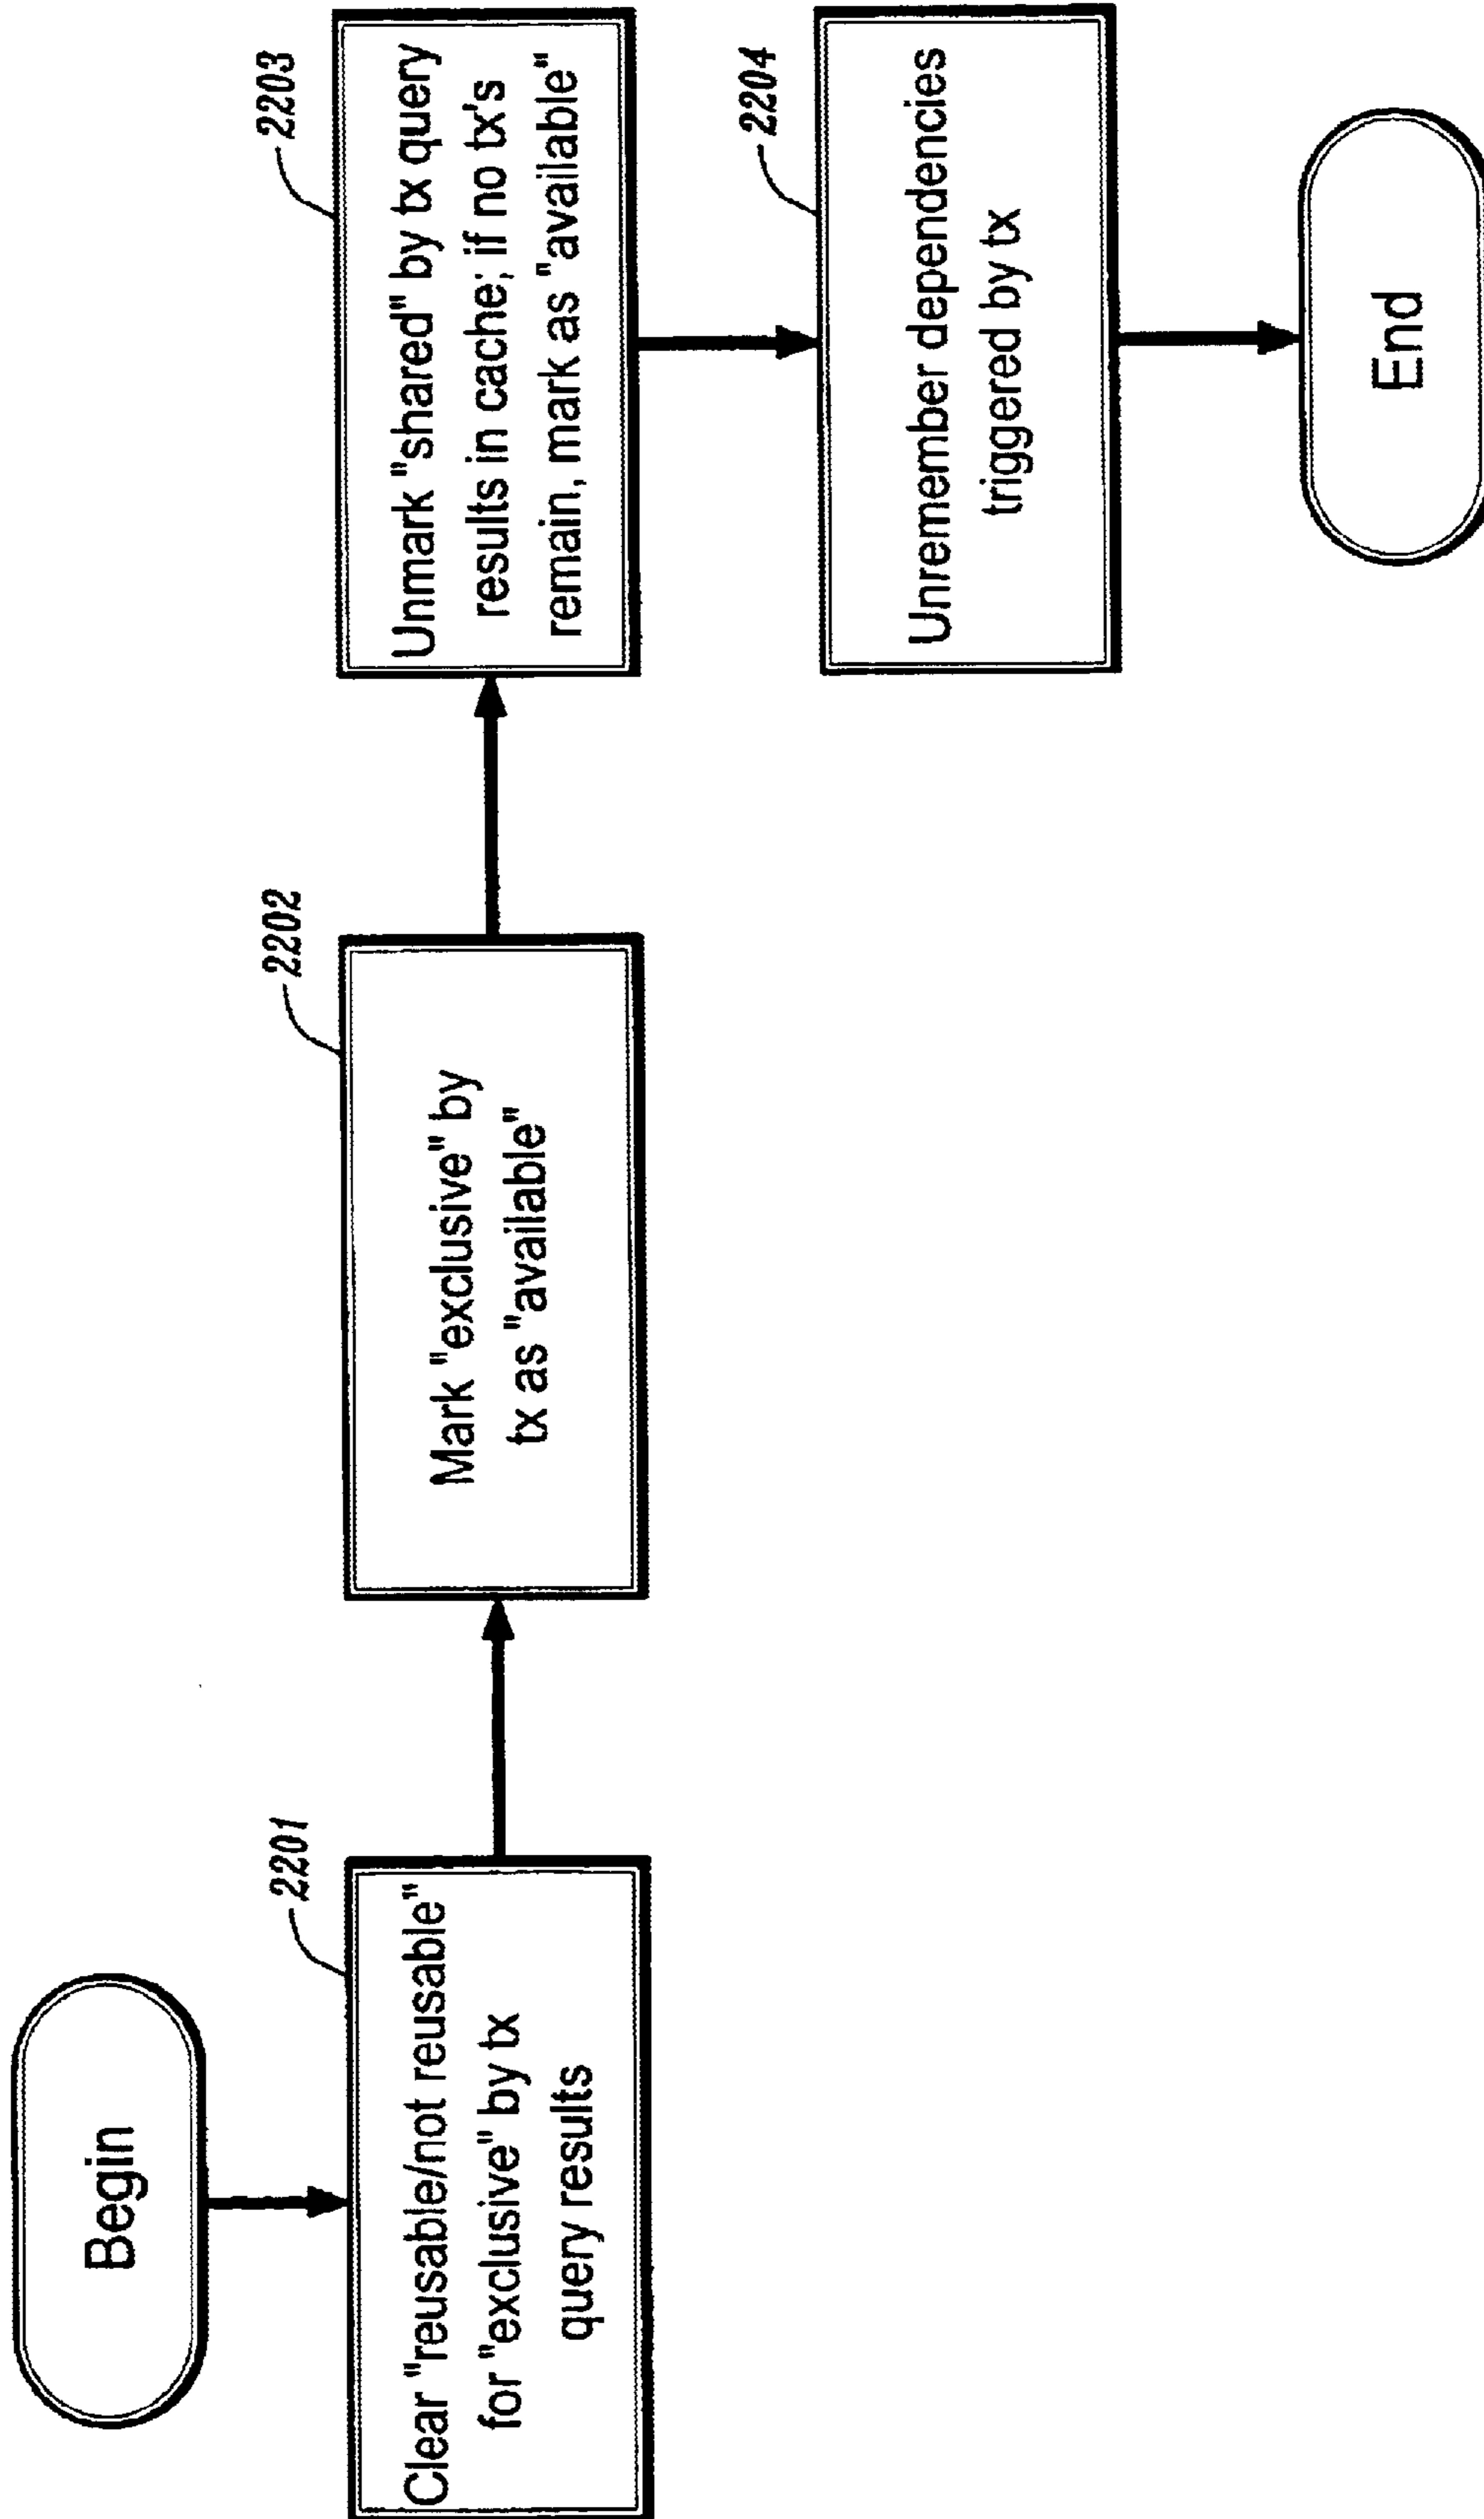 Begin
2201
Clear "reusable/not reusable"
for "exclusive" by tx
query results
2202
Mark "exclusive" by
tx as "available"
2203
Unmark "shared" by tx query
results in cache; if no tx's
remain, mark as "available"
2204
Unremember dependencies
triggered by tx
End